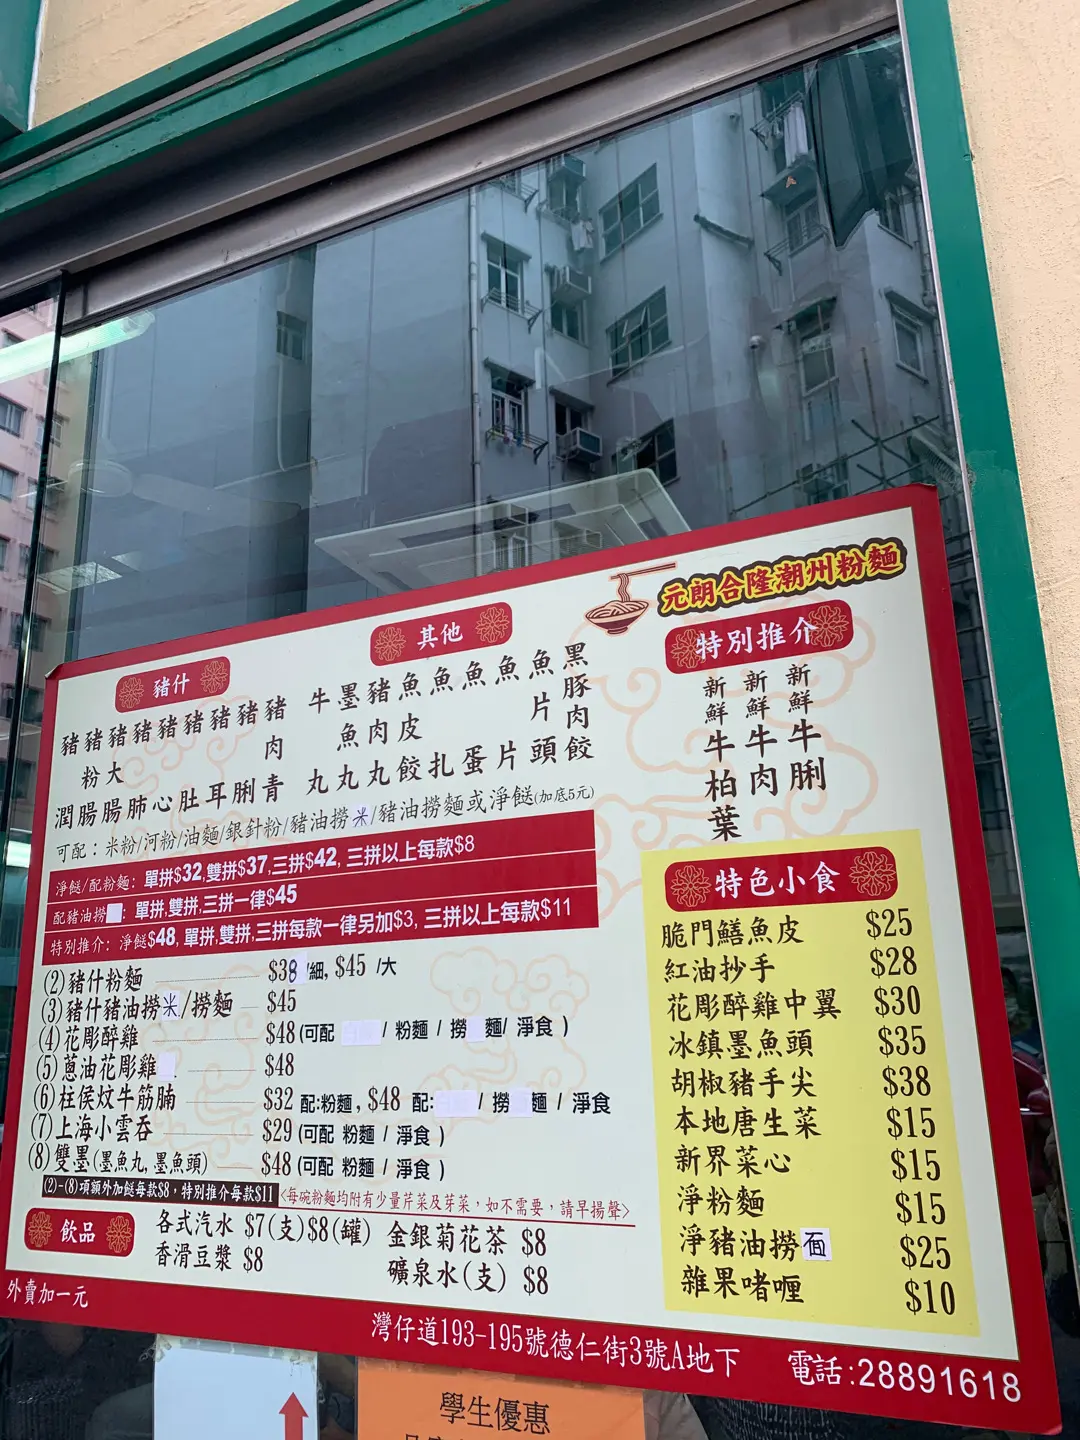 元朗合隆潮州粉麵
豬什
豬潤
豬粉腸
豬大腸
豬肺
豬心
豬肚
豬耳
豬脷
豬肉青
其他
牛丸
墨魚丸
豬肉丸
魚皮餃
魚扎
魚蛋
魚片
魚片頭
黑豚肉餃
特別推介
新鮮牛柏葉
新鮮牛肉
新鮮牛脷
可配：米粉/河粉/油麵/銀針粉/豬油撈米/豬油撈麵或淨餸(加底5元)
淨餸/配粉麵: 單拼$32,雙拼$37,三拼$42, 三拼以上每款$8
配豬油撈 : 單拼,雙拼,三拼一律$45
特別推介: 淨餸$48, 單拼,雙拼,三拼每款一律另加$3, 三拼以上每款$11
(2)豬什粉麵 $38/細, $45 /大
(3)豬什豬油撈米/撈麵 $45
(4)花彫醉雞 $48(可配 / 粉麵 / 撈 麵/ 淨食 )
(5)蔥油花彫雞 $48
(6)柱侯炆牛筋腩 $32 配:粉麵, $48 配: / 撈 麵 / 淨食
(7)上海小雲吞 $29(可配 粉麵 / 淨食 )
(8)雙墨(墨魚丸,墨魚頭) $48(可配 粉麵 / 淨食 )
(2)-(8)項額外加餸每款$8，特別推介每款$11
<每碗粉麵均附有少量芹菜及芽菜，如不需要，請早揚聲>
飲品
各式汽水 $7(支)$8(罐) 金銀菊花茶 $8
香滑豆漿 $8 礦泉水(支) $8
特色小食
脆鬥鱔魚皮 $25
紅油抄手 $28
花彫醉雞中翼 $30
冰鎮墨魚頭 $35
胡椒豬手尖 $38
本地唐生菜 $15
新界菜心 $15
淨粉麵 $15
淨豬油撈面 $25
雜果啫喱 $10
外賣加一元
灣仔道193-195號德仁街3號A地下
電話:28891618
學生優惠